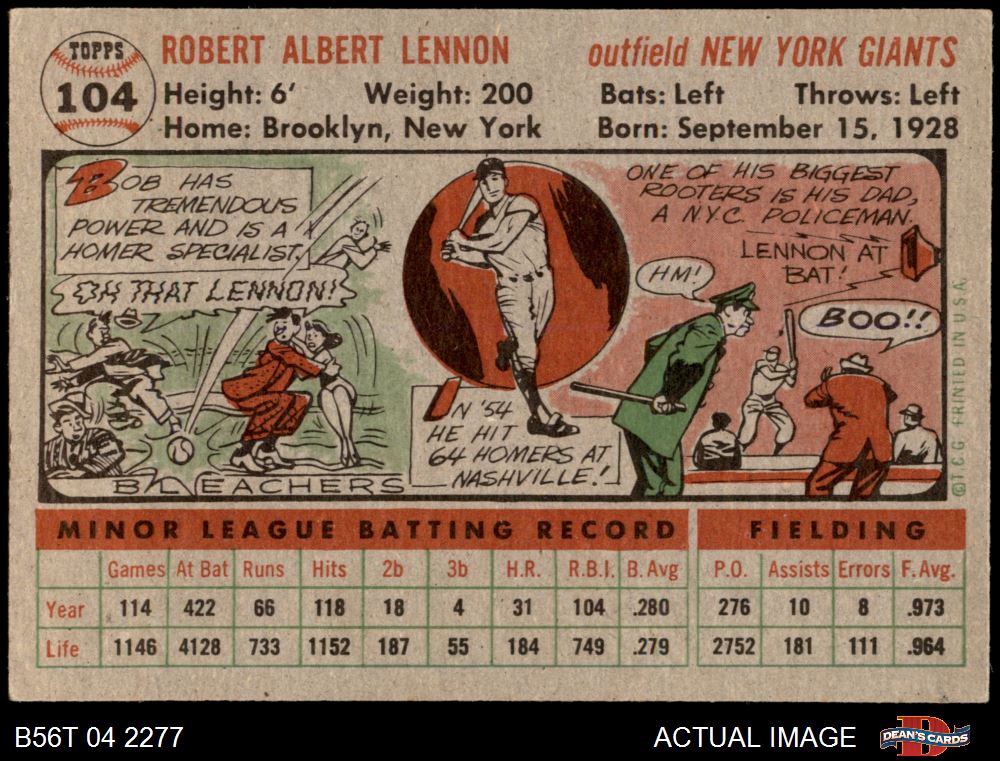 TOPPS
104
ROBERT ALBERT LENNON
outfield NEW YORK GIANTS
Height: 6' Weight: 200 Bats: Left Throws: Left
Home: Brooklyn, New York Born: September 15, 1928
BOB HAS
TREMENDOUS
POWER AND IS A
HOMER SPECIALIST.
OH THAT LENNON!
BLEACHERS
IN '54
HE HIT
64 HOMERS AT
NASHVILLE!
ONE OF HIS BIGGEST
ROOTERS IS HIS DAD,
A N.Y.C. POLICEMAN.
LENNON AT
BAT!
HM!
BOO!!
© T.C.G. PRINTED IN U.S.A.
MINOR LEAGUE BATTING RECORD FIELDING
Games At Bat Runs Hits 2b 3b H.R. R.B.I. B. Avg P.O. Assists Errors F. Avg.
Year 114 422 66 118 18 4 31 104 .280 276 10 8 .973
Life 1146 4128 733 1152 187 55 184 749 .279 2752 181 111 .964
B56T 04 2277
ACTUAL IMAGE
D
DEAN'S CARDS